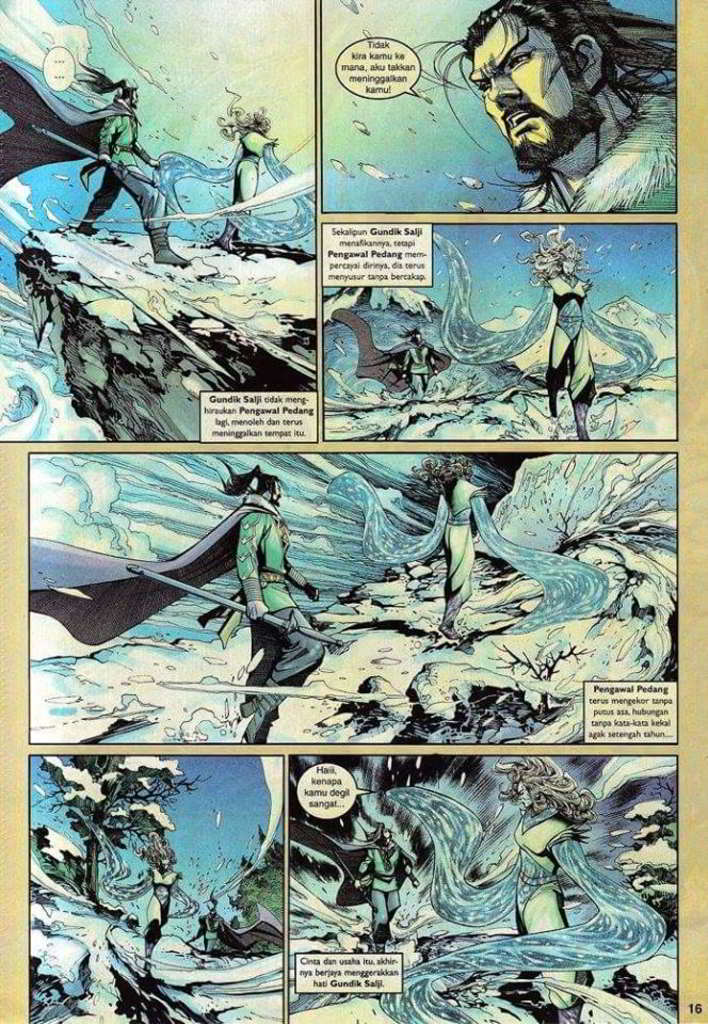 ...
...
Gundik Salji tidak meng-
hiraukan Pengawal Pedang
lagi, menoleh dan terus
meninggalkan tempat itu.
Tidak
kira kamu ke
mana, aku takkan
meninggalkan
kamu!
Sekalipun Gundik Salji
menafikannya, tetapi
Pengawal Pedang mem-
percayai dirinya, dia terus
menyusur tanpa bercakap.
Pengawal Pedang
terus mengekor tanpa
putus asa, hubungan
tanpa kata-kata kekal
agak setengah tahun....
Haiii,
kenapa
kamu degil
sangat...
Cinta dan usaha itu, akhir-
nya berjaya menggerakkan
hati Gundik Salji.
16